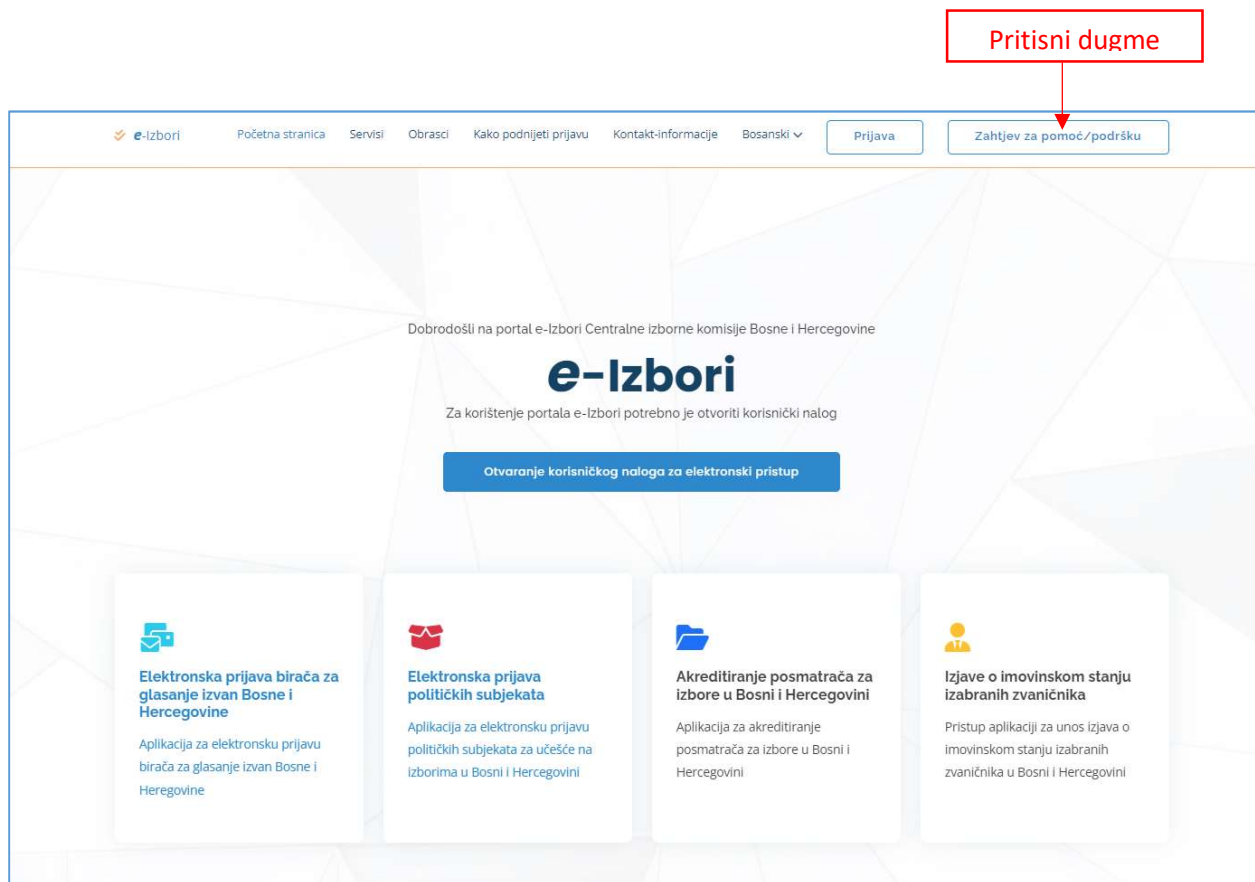 Pritisni dugme
e-Izbori Početna stranica Servisi Obrasci Kako podnijeti prijavu Kontakt-informacije Bosanski Prijava Zahtjev za pomoć/podršku
Dobrodošli na portal e-Izbori Centralne izborne komisije Bosne i Hercegovine
e-Izbori
Za korištenje portala e-Izbori potrebno je otvoriti korisnički nalog
Otvaranje korisničkog naloga za elektronski pristup
Elektronska prijava birača za
glasanje izvan Bosne i
Hercegovine
Aplikacija za elektronsku prijavu
birača za glasanje izvan Bosne i
Heregovine
Elektronska prijava
političkih subjekata
Aplikacija za elektronsku prijavu
političkih subjekata za učešće na
izborima u Bosni i Hercegovini
Akreditiranje posmatrača za
izbore u Bosni i Hercegovini
Aplikacija za akreditiranje
posmatrača za izbore u Bosni i
Hercegovini
Izjave o imovinskom stanju
izabranih zvaničnika
Pristup aplikaciji za unos izjava o
imovinskom stanju izabranih
zvaničnika u Bosni i Hercegovini